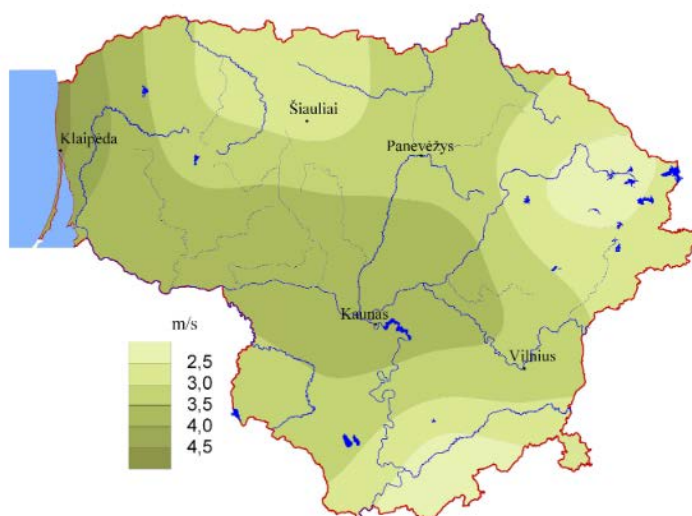 Šiauliai
Klaipėda
Panevėžys
Kaunas
m/s
Vilnius
2,5
3,0
3,5
4,0
4,5